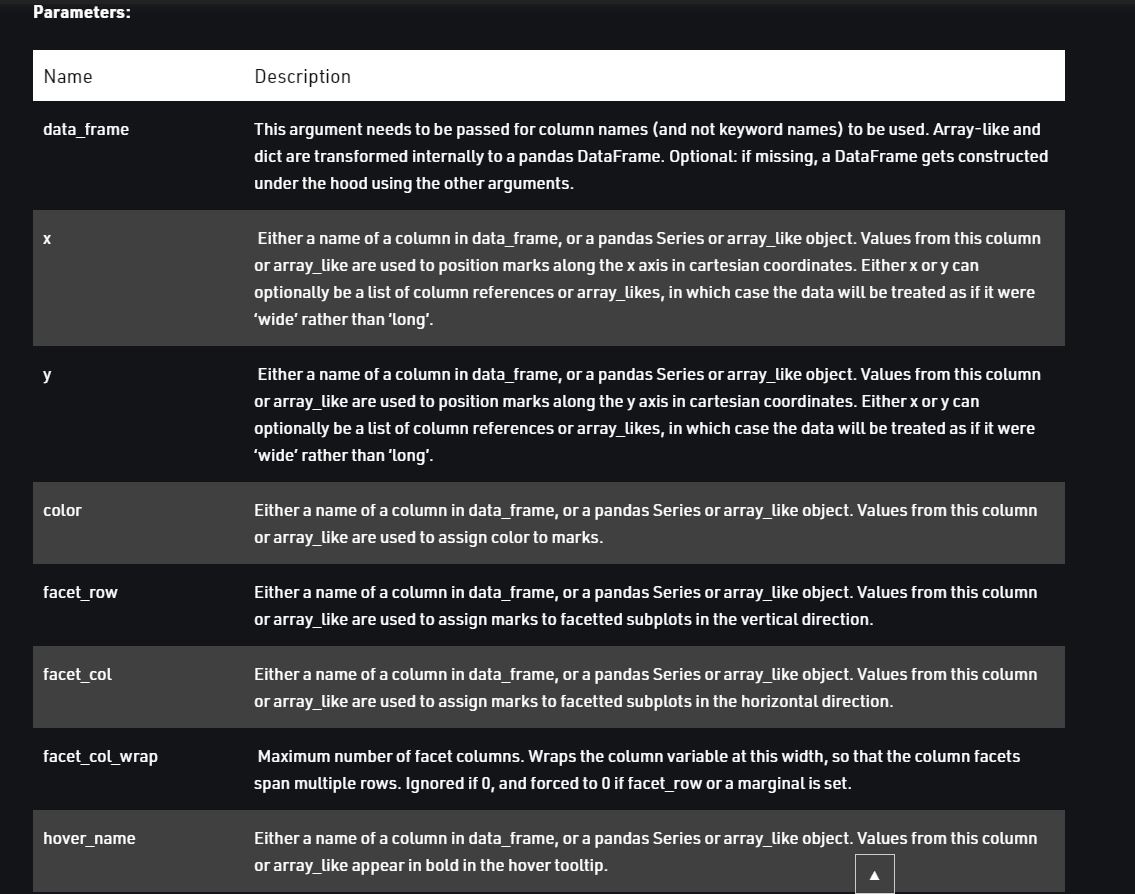 Parameters:
Name Description
data_frame This argument needs to be passed for column names (and not keyword names) to be used. Array-like and
dict are transformed internally to a pandas DataFrame. Optional: if missing, a DataFrame gets constructed
under the hood using the other arguments.
x Either a name of a column in data_frame, or a pandas Series or array_like object. Values from this column
or array_like are used to position marks along the x axis in cartesian coordinates. Either x or y can
optionally be a list of column references or array_likes, in which case the data will be treated as if it were
‘wide’ rather than ‘long’.
y Either a name of a column in data_frame, or a pandas Series or array_like object. Values from this column
or array_like are used to position marks along the y axis in cartesian coordinates. Either x or y can
optionally be a list of column references or array_likes, in which case the data will be treated as if it were
‘wide’ rather than ‘long’.
color Either a name of a column in data_frame, or a pandas Series or array_like object. Values from this column
or array_like are used to assign color to marks.
facet_row Either a name of a column in data_frame, or a pandas Series or array_like object. Values from this column
or array_like are used to assign marks to facetted subplots in the vertical direction.
facet_col Either a name of a column in data_frame, or a pandas Series or array_like object. Values from this column
or array_like are used to assign marks to facetted subplots in the horizontal direction.
facet_col_wrap Maximum number of facet columns. Wraps the column variable at this width, so that the column facets
span multiple rows. Ignored if 0, and forced to 0 if facet_row or a marginal is set.
hover_name Either a name of a column in data_frame, or a pandas Series or array_like object. Values from this column
or array_like appear in bold in the hover tooltip.